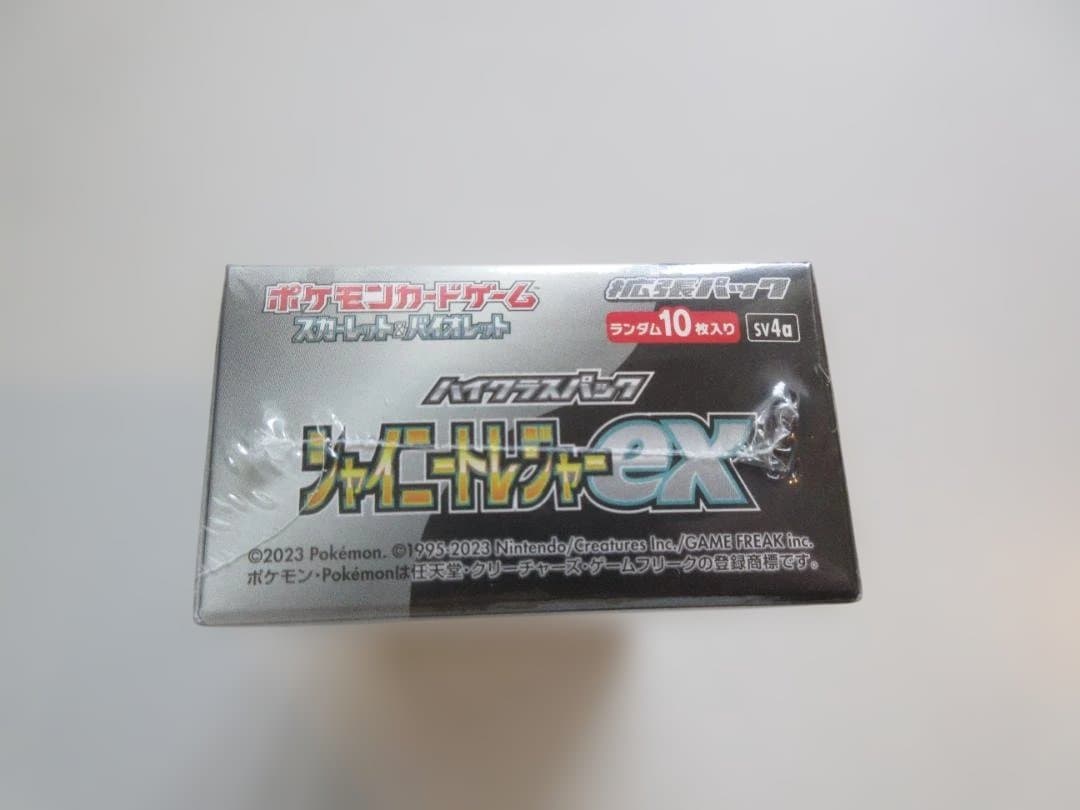 ポケモンカードゲーム
スカーレット&バイオレット
拡張パック
ランダム10枚入り
SV4a
ハイクラスパック
シャイニートレジャーex
©2023 Pokémon. ©1995-2023 Nintendo/Creatures Inc./GAME FREAK inc.
ポケモン・Pokémonは任天堂・クリーチャーズ・ゲームフリークの登録商標です。